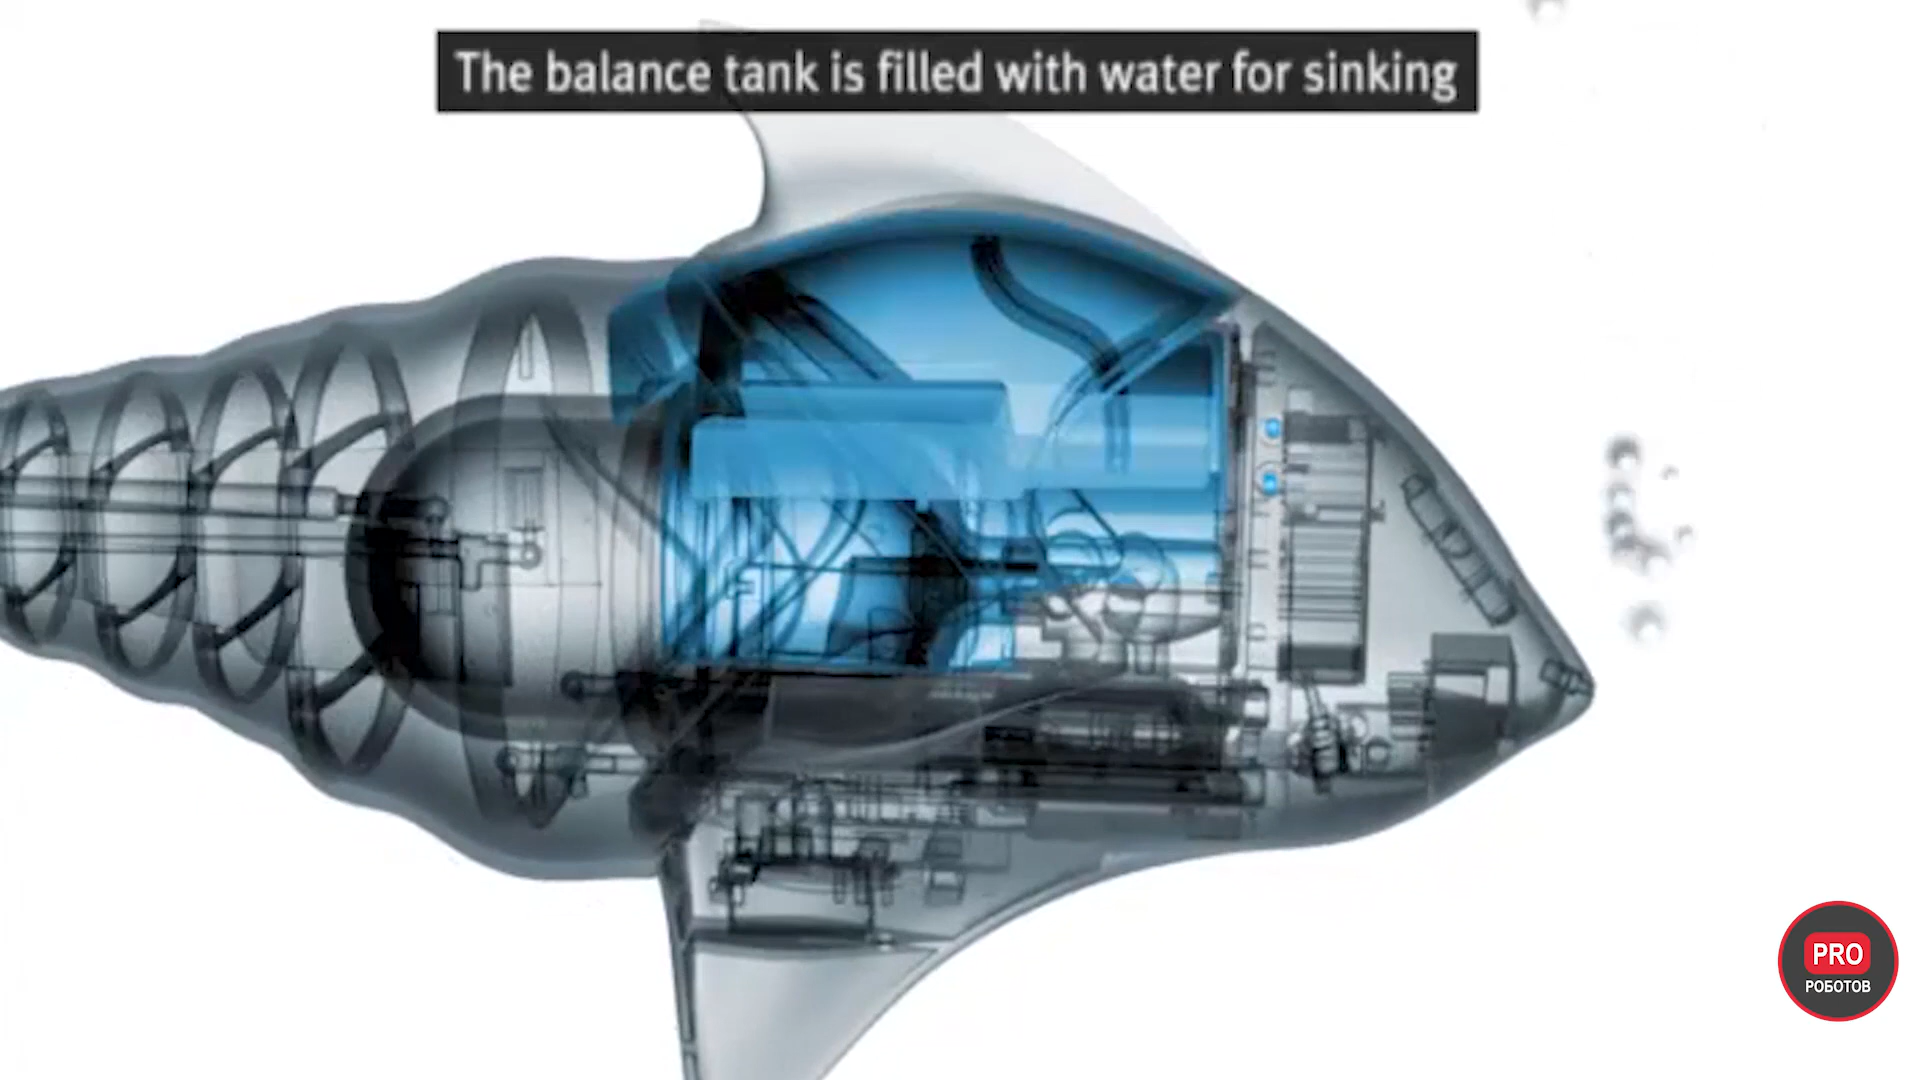 The balance tank is filled with water for sinking
PRO
РОБОТОВ